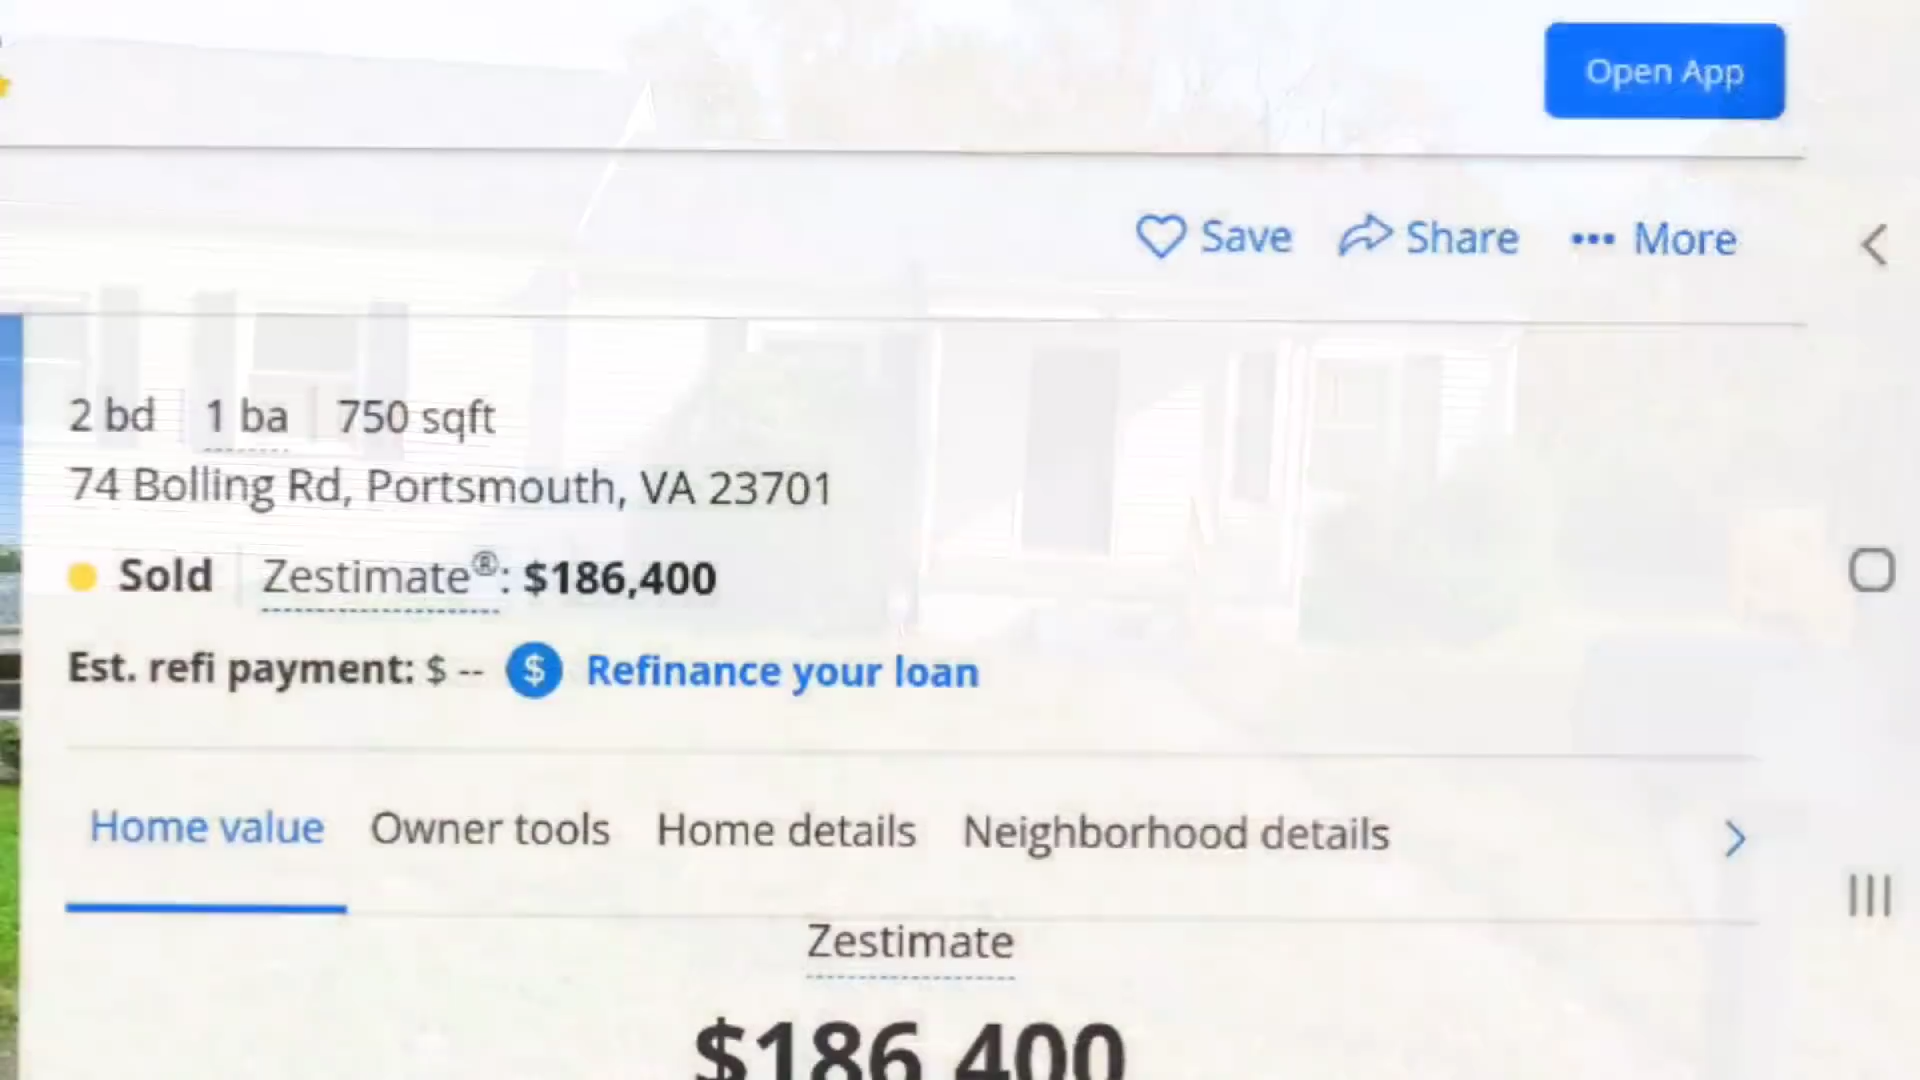 Open App
Save Share ••• More
2 bd 1 ba 750 sqft
74 Bolling Rd, Portsmouth, VA 23701
Sold Zestimate®: $186,400
Est. refi payment: $ -- $ Refinance your loan
Home value Owner tools Home details Neighborhood details
Zestimate
$186,400